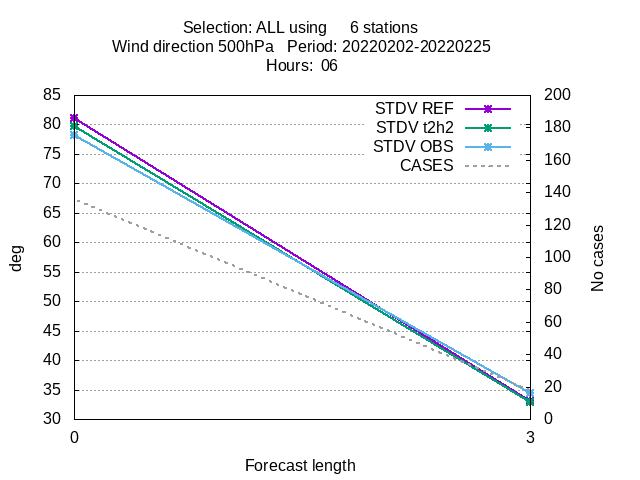 Selection: ALL using 6 stations
Wind direction 500hPa Period: 20220202-20220225
Hours: 06
85 200
80 180
75 160
70 140
65 120
60 100
55 80
50 60
45 40
40 20
35 0
30
STDV REF
STDV t2h2
STDV OBS
CASES
deg
No cases
0 3
Forecast length